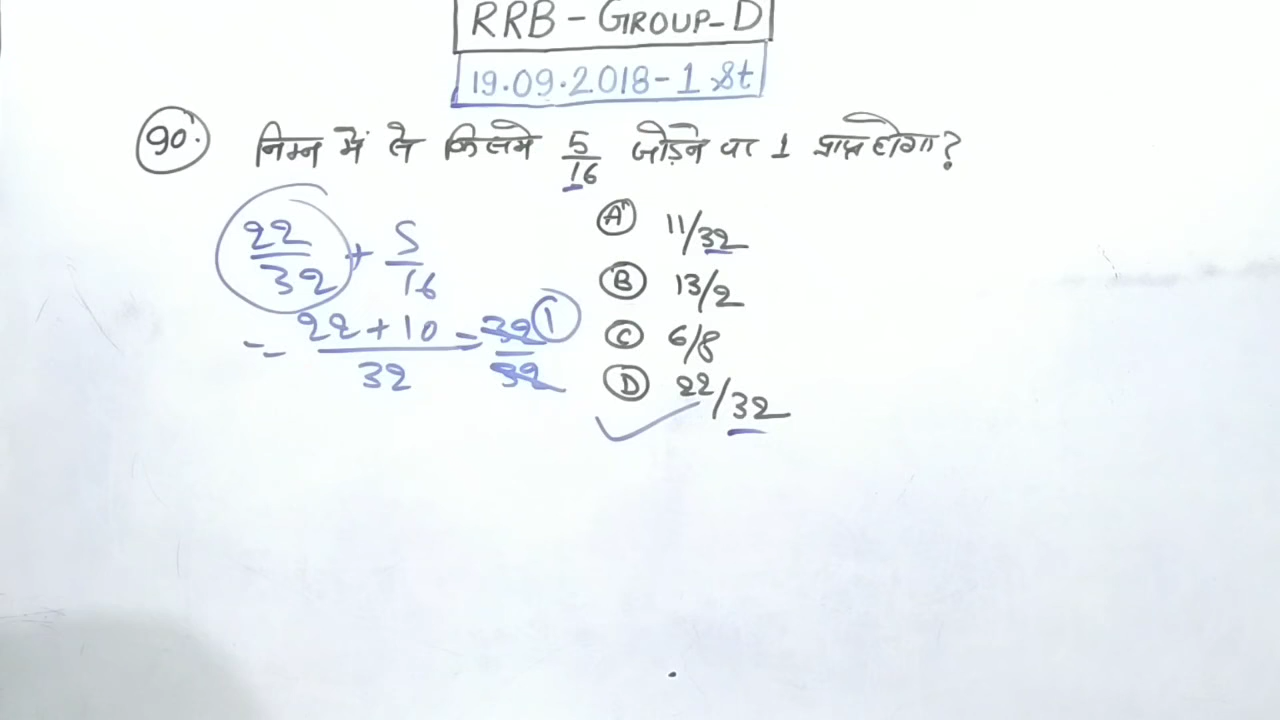 RRB - GROUP-D
19.09.2018-1 st
90. निम्न में से किसमे 5/16 जोड़ने पर 1 प्राप्त होगा?
A 11/32
B 13/2
C 6/8
D 22/32
22/32 + 5/16
= 22+10/32 = 32/32 1